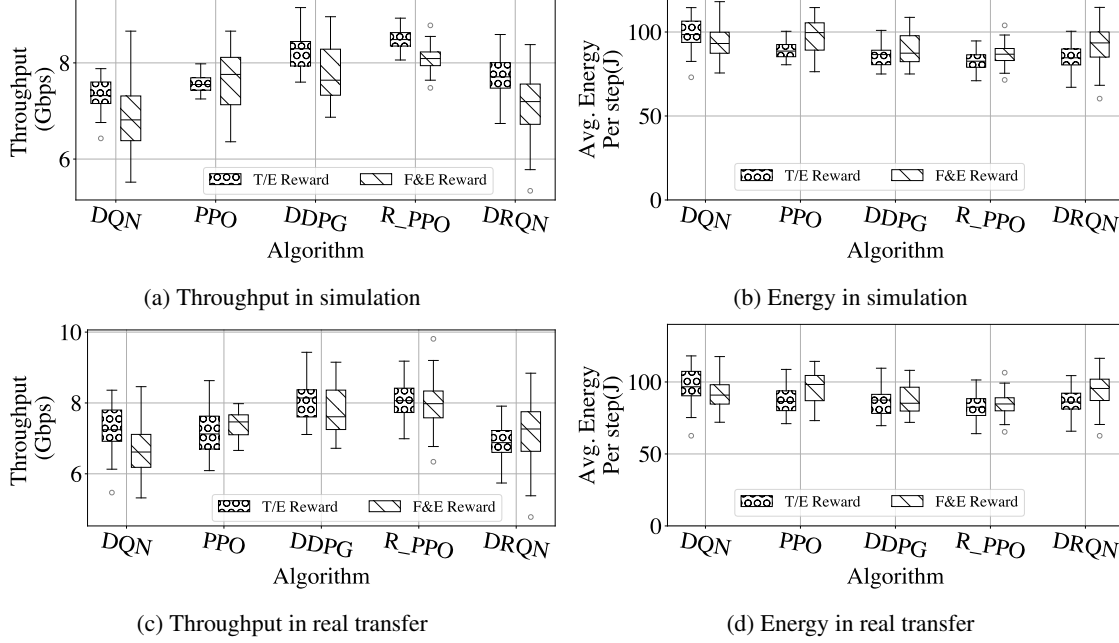 Throughput
(Gbps)
8
6
T/E Reward
F&E Reward
DQN
PPO
DDPG
R_PPO
DRQN
Algorithm
(a) Throughput in simulation
Avg. Energy
Per step(J)
100
50
0
T/E Reward
F&E Reward
DQN
PPO
DDPG
R_PPO
DRQN
Algorithm
(b) Energy in simulation
Throughput
(Gbps)
10
8
6
T/E Reward
F&E Reward
DQN
PPO
DDPG
R_PPO
DRQN
Algorithm
(c) Throughput in real transfer
Avg. Energy
Per step(J)
100
50
0
T/E Reward
F&E Reward
DQN
PPO
DDPG
R_PPO
DRQN
Algorithm
(d) Energy in real transfer